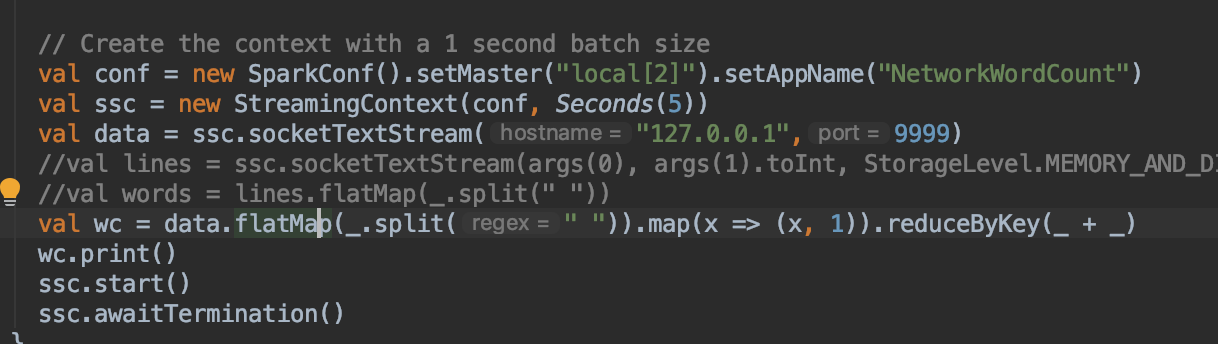 // Create the context with a 1 second batch size
val conf = new SparkConf().setMaster("local[2]").setAppName("NetworkWordCount")
val ssc = new StreamingContext(conf, Seconds(5))
val data = ssc.socketTextStream( hostname = "127.0.0.1", port = 9999)
//val lines = ssc.socketTextStream(args(0), args(1).toInt, StorageLevel.MEMORY_AND_DI
//val words = lines.flatMap(_.split(" "))
val wc = data.flatMap(_.split( regex = " ")).map(x => (x, 1)).reduceByKey(_ + _)
wc.print()
ssc.start()
ssc.awaitTermination()
}